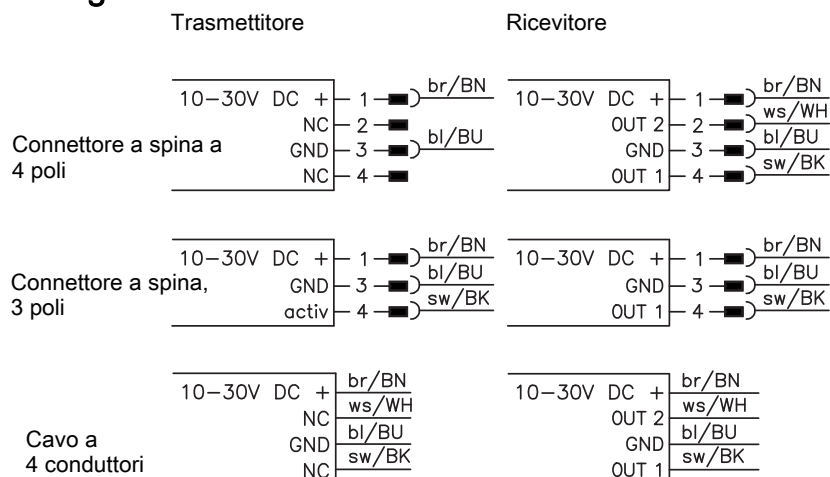 Trasmettitore
Ricevitore
Connettore a spina a
4 poli
10-30V DC + 1 br/BN
NC 2
GND 3 bl/BU
NC 4
10-30V DC + 1 br/BN
OUT 2 2 ws/WH
GND 3 bl/BU
OUT 1 4 sw/BK
Connettore a spina,
3 poli
10-30V DC + 1 br/BN
GND 3 bl/BU
activ 4 sw/BK
10-30V DC + 1 br/BN
GND 3 bl/BU
OUT 1 4 sw/BK
Cavo a
4 conduttori
10-30V DC + br/BN
NC ws/WH
GND bl/BU
NC sw/BK
10-30V DC + br/BN
OUT 2 ws/WH
GND bl/BU
OUT 1 sw/BK